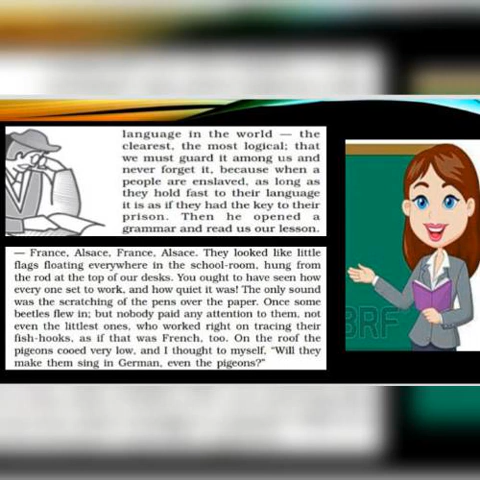 language in the world — the
clearest, the most logical; that
we must guard it among us and
never forget it, because when a
people are enslaved, as long as
they hold fast to their language
it is as if they had the key to their
prison. Then he opened a
grammar and read us our lesson.
— France, Alsace, France, Alsace. They looked like little
flags floating everywhere in the school-room, hung from
the rod at the top of our desks. You ought to have seen how
every one set to work, and how quiet it was! The only sound
was the scratching of the pens over the paper. Once some
beetles flew in; but nobody paid any attention to them, not
even the littlest ones, who worked right on tracing their
fish-hooks, as if that was French, too. On the roof the
pigeons cooed very low, and I thought to myself, "Will they
make them sing in German, even the pigeons?"